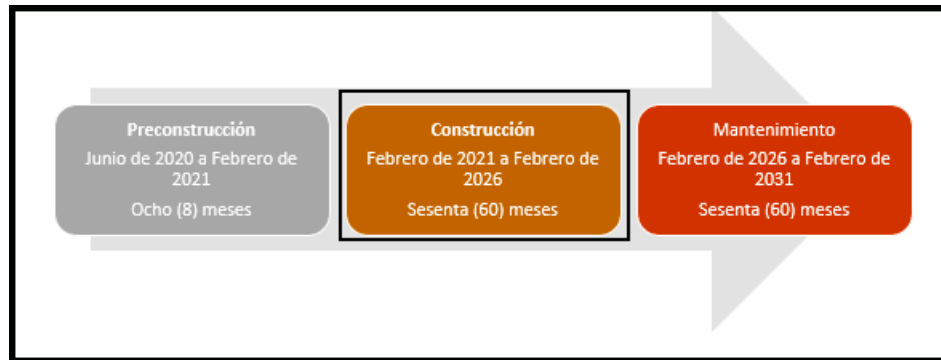 Preconstrucción
Junio de 2020 a Febrero de
2021
Ocho (8) meses
Construcción
Febrero de 2021 a Febrero de
2026
Sesenta (60) meses
Mantenimiento
Febrero de 2026 a Febrero de
2031
Sesenta (60) meses